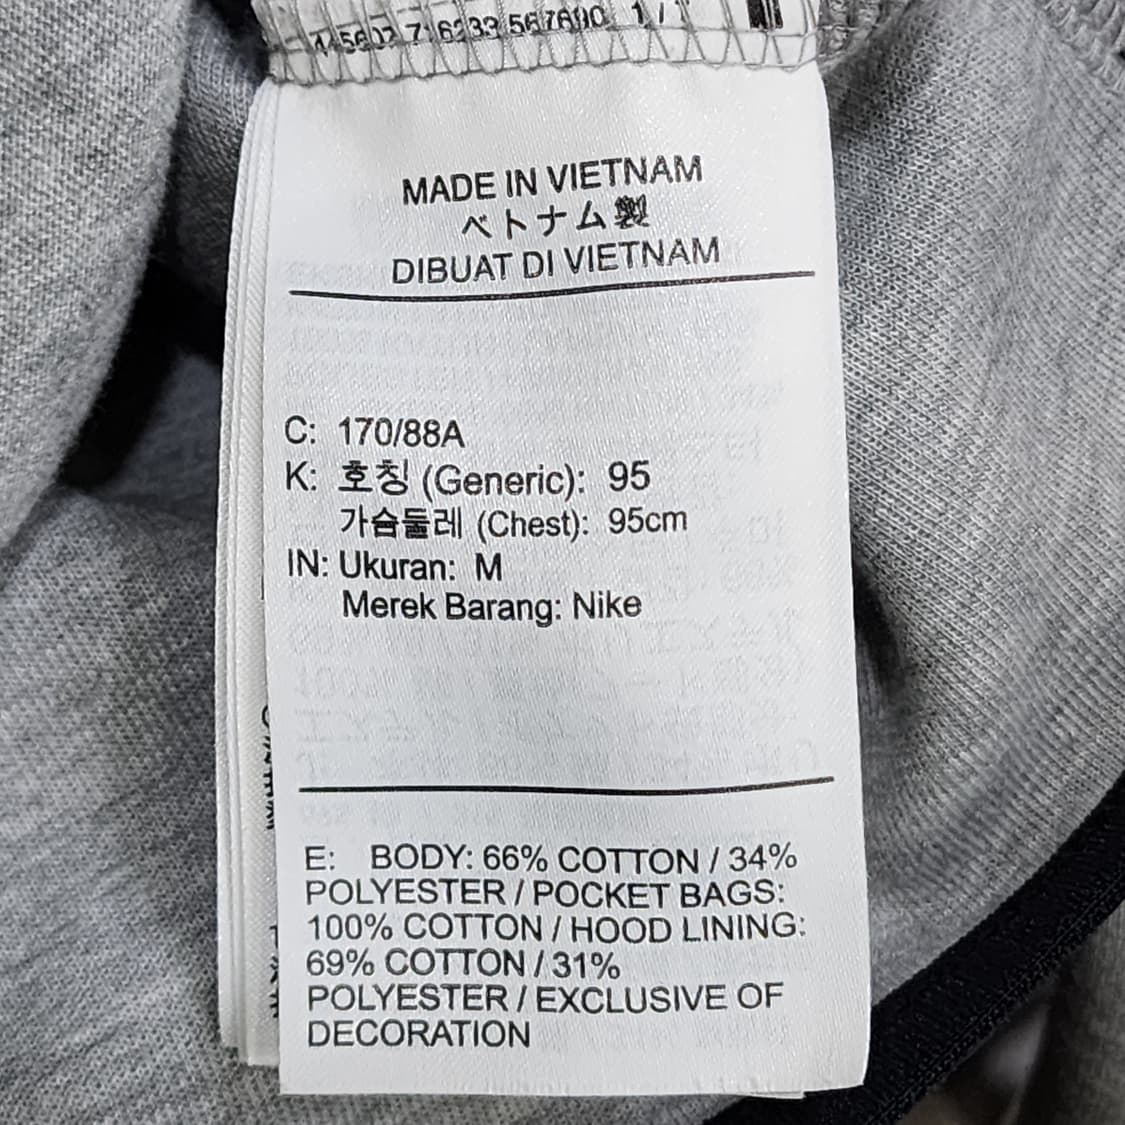 MADE IN VIETNAM
ベトナム製
DIBUAT DI VIETNAM
C: 170/88A
K: 호칭 (Generic): 95
가슴둘레 (Chest): 95cm
IN: Ukuran: M
Merek Barang: Nike
E: BODY: 66% COTTON / 34%
POLYESTER / POCKET BAGS:
100% COTTON / HOOD LINING:
69% COTTON / 31%
POLYESTER / EXCLUSIVE OF
DECORATION